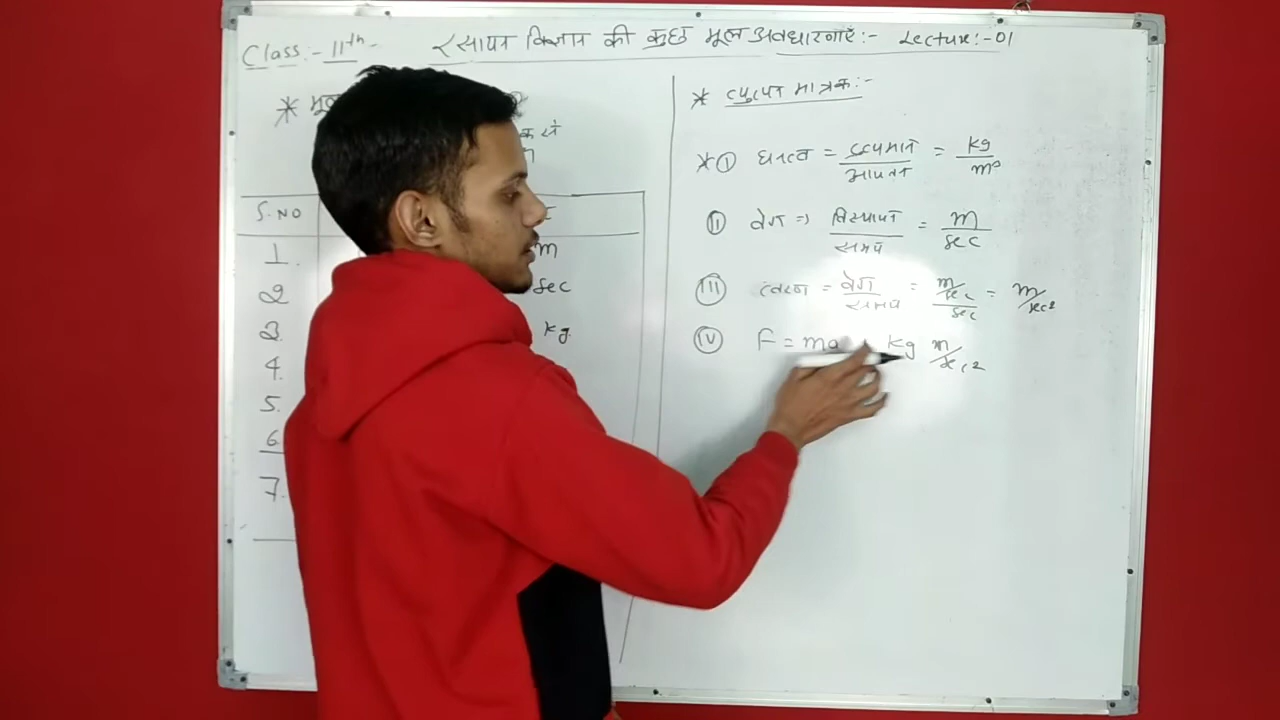 Class:- 11th- रसायन विज्ञान की कुछ मूल अवधारनाएँ:- Lecture:-01
* मूल
S.NO
1.
m
2
sec
3.
kg.
4.
5.
6
7.
* व्युत्पन्न मात्रक:-
* (I) घनत्व = द्रव्यमान / आयतन = kg / m³
(II) वेग => विस्थापन / समय = m / sec
(III) त्वरण = वेग / समय = m/sec / sec = m/sec²
(IV) F = ma kg m/sec²